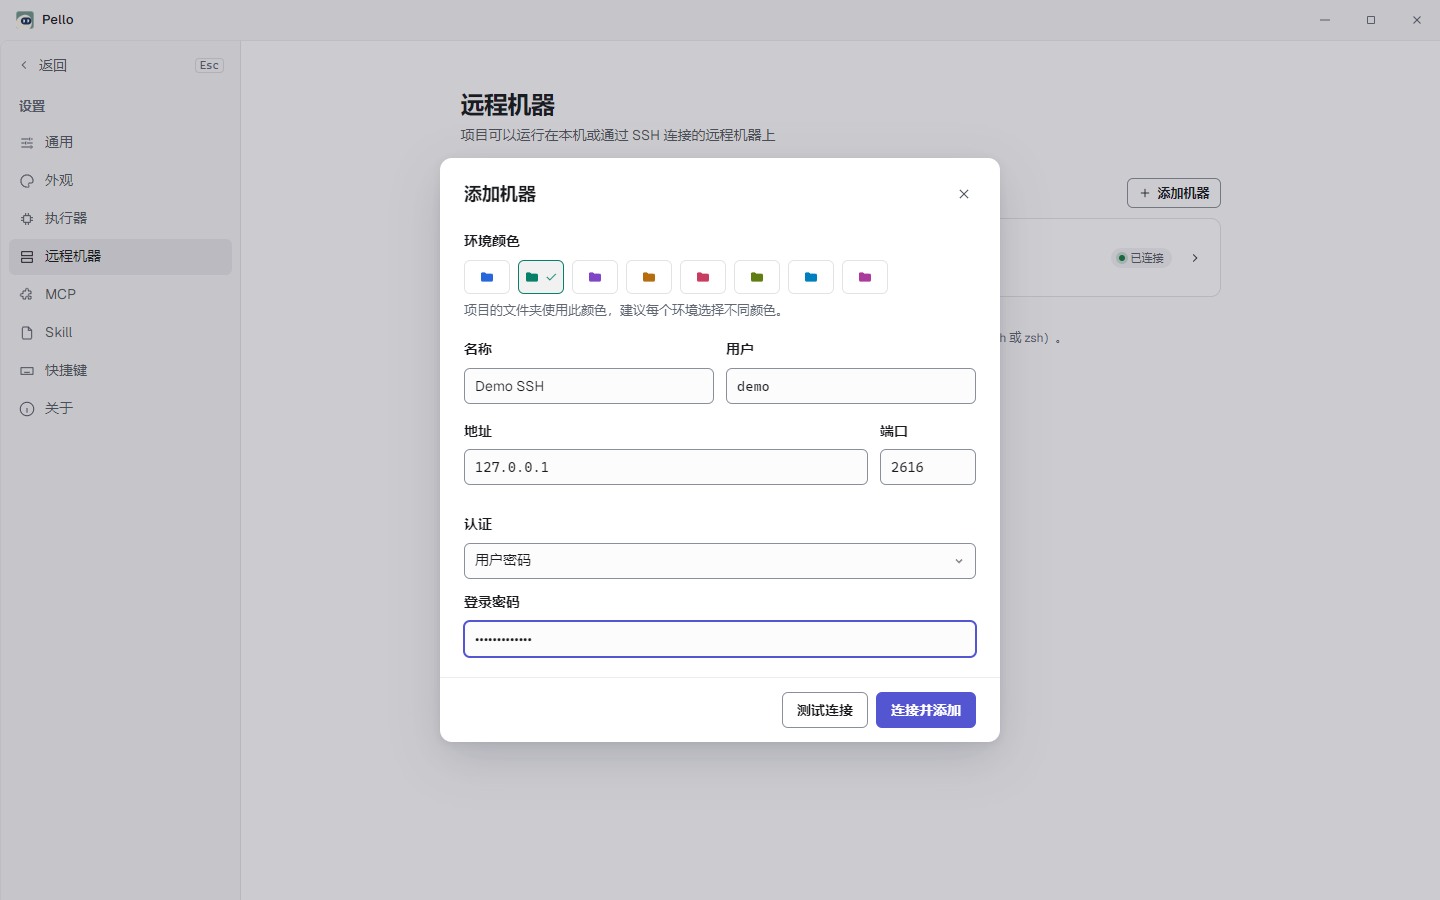 Pello
返回
Esc
设置
通用
外观
执行器
远程机器
MCP
Skill
快捷键
关于
远程机器
项目可以运行在本机或通过 SSH 连接的远程机器上
添加机器
已连接
h 或 zsh）。
添加机器
环境颜色
项目的文件夹使用此颜色，建议每个环境选择不同颜色。
名称 用户
Demo SSH demo
地址 端口
127.0.0.1 2616
认证
用户密码
登录密码
•••••••••••••
测试连接 连接并添加